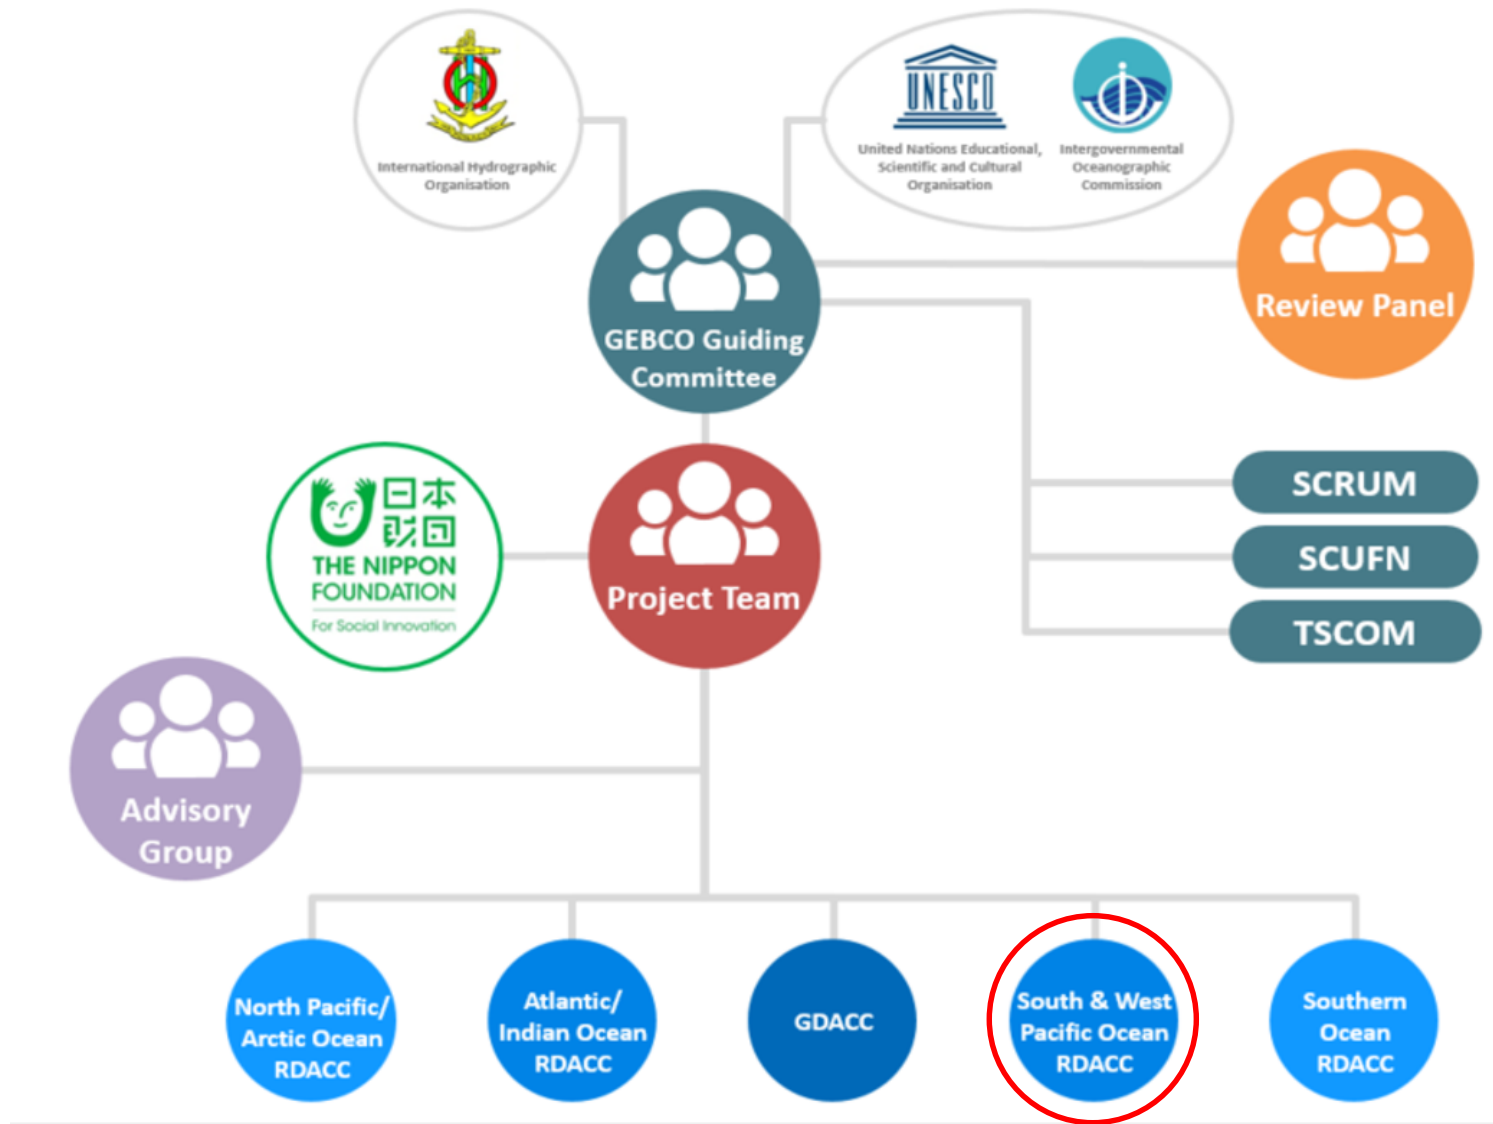 International Hydrographic
Organisation
UNESCO
United Nations Educational,
Scientific and Cultural
Organisation
Intergovernmental
Oceanographic
Commission
Review Panel
GEBCO Guiding
Committee
SCRUM
SCUFN
TSCOM
日本
財団
THE NIPPON
FOUNDATION
For Social Innovation
Project Team
Advisory
Group
North Pacific/
Arctic Ocean
RDACC
Atlantic/
Indian Ocean
RDACC
GDACC
South & West
Pacific Ocean
RDACC
Southern
Ocean
RDACC